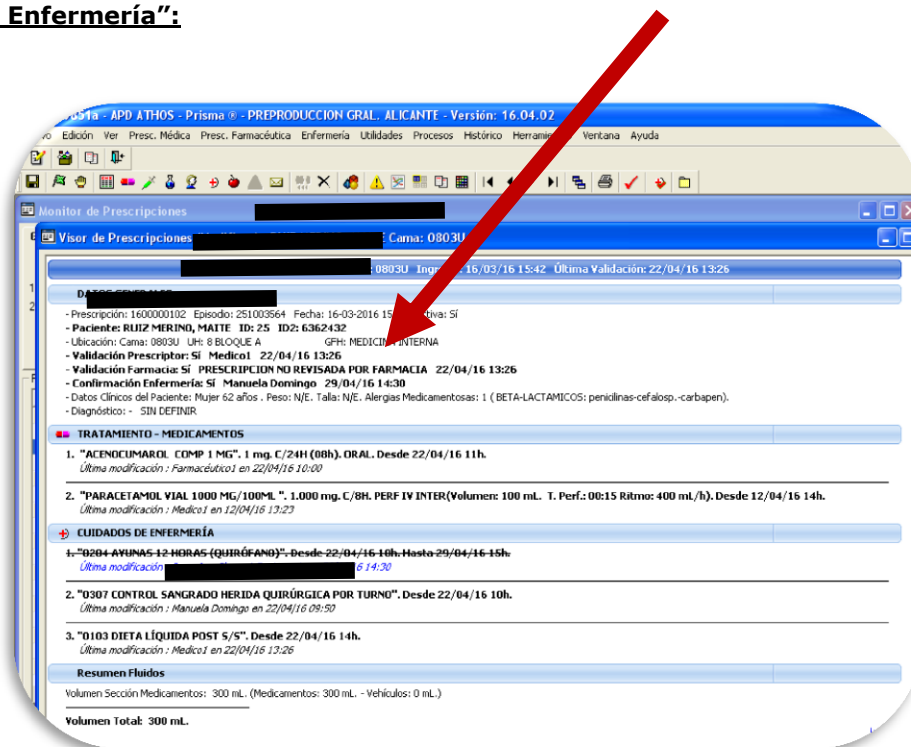 Enfermería”:
51a - APD ATHOS - Prisma ® - PREPRODUCCION GRAL. ALICANTE - Versión: 16.04.02
Edición Ver Presc. Médica Presc. Farmacéutica Enfermería Utilidades Procesos Histórico Ventana Ayuda
Monitor de Prescripciones
Visor de Prescripciones Cama: 0803U
0803U 16/03/16 15:42 Última Validación: 22/04/16 13:26
- Prescripción: 1600000102 Episodio: 251003564 Fecha: 16-03-2016 Sí
- Paciente: RUIZ MERINO, MAITE ID: 25 ID2: 6362432
- Ubicación: Cama: 0803U UH: 8 BLOQUE A GFH: MEDICINA INTERNA
- Validación Prescriptor: Sí Medico1 22/04/16 13:26
- Validación Farmacia: Sí PRESCRIPCION NO REVISADA POR FARMACIA 22/04/16 13:26
- Confirmación Enfermería: Sí Manuela Domingo 29/04/16 14:30
- Datos Clínicos del Paciente: Mujer 62 años . Peso: N/E. Talla: N/E. Alergias Medicamentosas: 1 ( BETA-LACTAMICOS: penicilinas-cefalosp.-carbapen).
- Diagnóstico: - SIN DEFINIR
TRATAMIENTO - MEDICAMENTOS
1. "ACENOCUMAROL COMP 1 MG". 1 mg. C/24H (08h). ORAL. Desde 22/04/16 11h.
Última modificación : Farmacéutico1 en 22/04/16 10:00
2. "PARACETAMOL VIAL 1000 MG/100ML ". 1.000 mg. C/8H. PERF IV INTER(Volumen: 100 mL. T. Perf.: 00:15 Ritmo: 400 mL/h). Desde 12/04/16 14h.
Última modificación : Medico1 en 12/04/16 13:23
CUIDADOS DE ENFERMERÍA
1. "0204 AYUNAS 12 HORAS (QUIRÓFANO)". Desde 22/04/16 10h. Hasta 29/04/16 15h.
Última modificación 6 14:30
2. "0307 CONTROL SANGRADO HERIDA QUIRÚRGICA POR TURNO". Desde 22/04/16 10h.
Última modificación : Manuela Domingo en 22/04/16 09:50
3. "0103 DIETA LÍQUIDA POST S/S". Desde 22/04/16 14h.
Última modificación : Medico1 en 22/04/16 13:26
Resumen Fluidos
Volumen Sección Medicamentos: 300 mL. (Medicamentos: 300 mL. - Vehículos: 0 mL.)
Volumen Total: 300 mL.